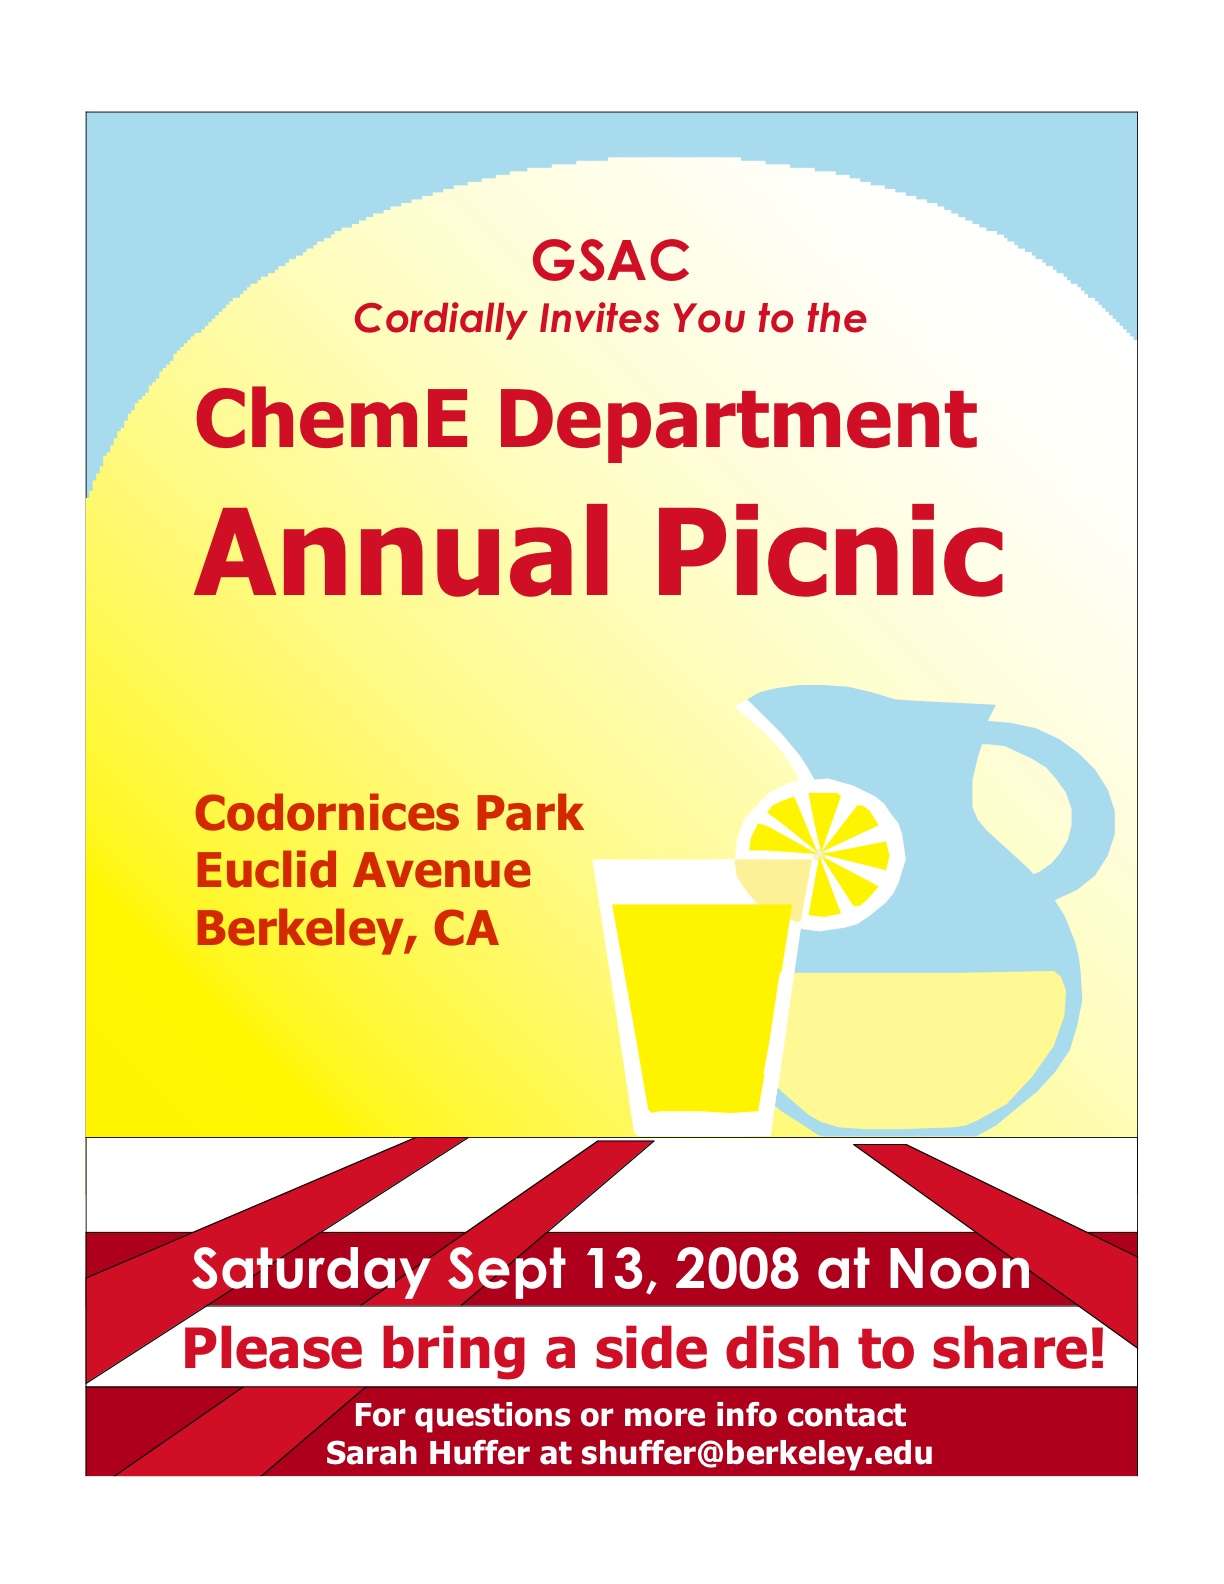 GSAC
Cordially Invites You to the
ChemE Department
Annual Picnic
Codornices Park
Euclid Avenue
Berkeley, CA
Saturday Sept 13, 2008 at Noon
Please bring a side dish to share!
For questions or more info contact
Sarah Huffer at shuffer@berkeley.edu